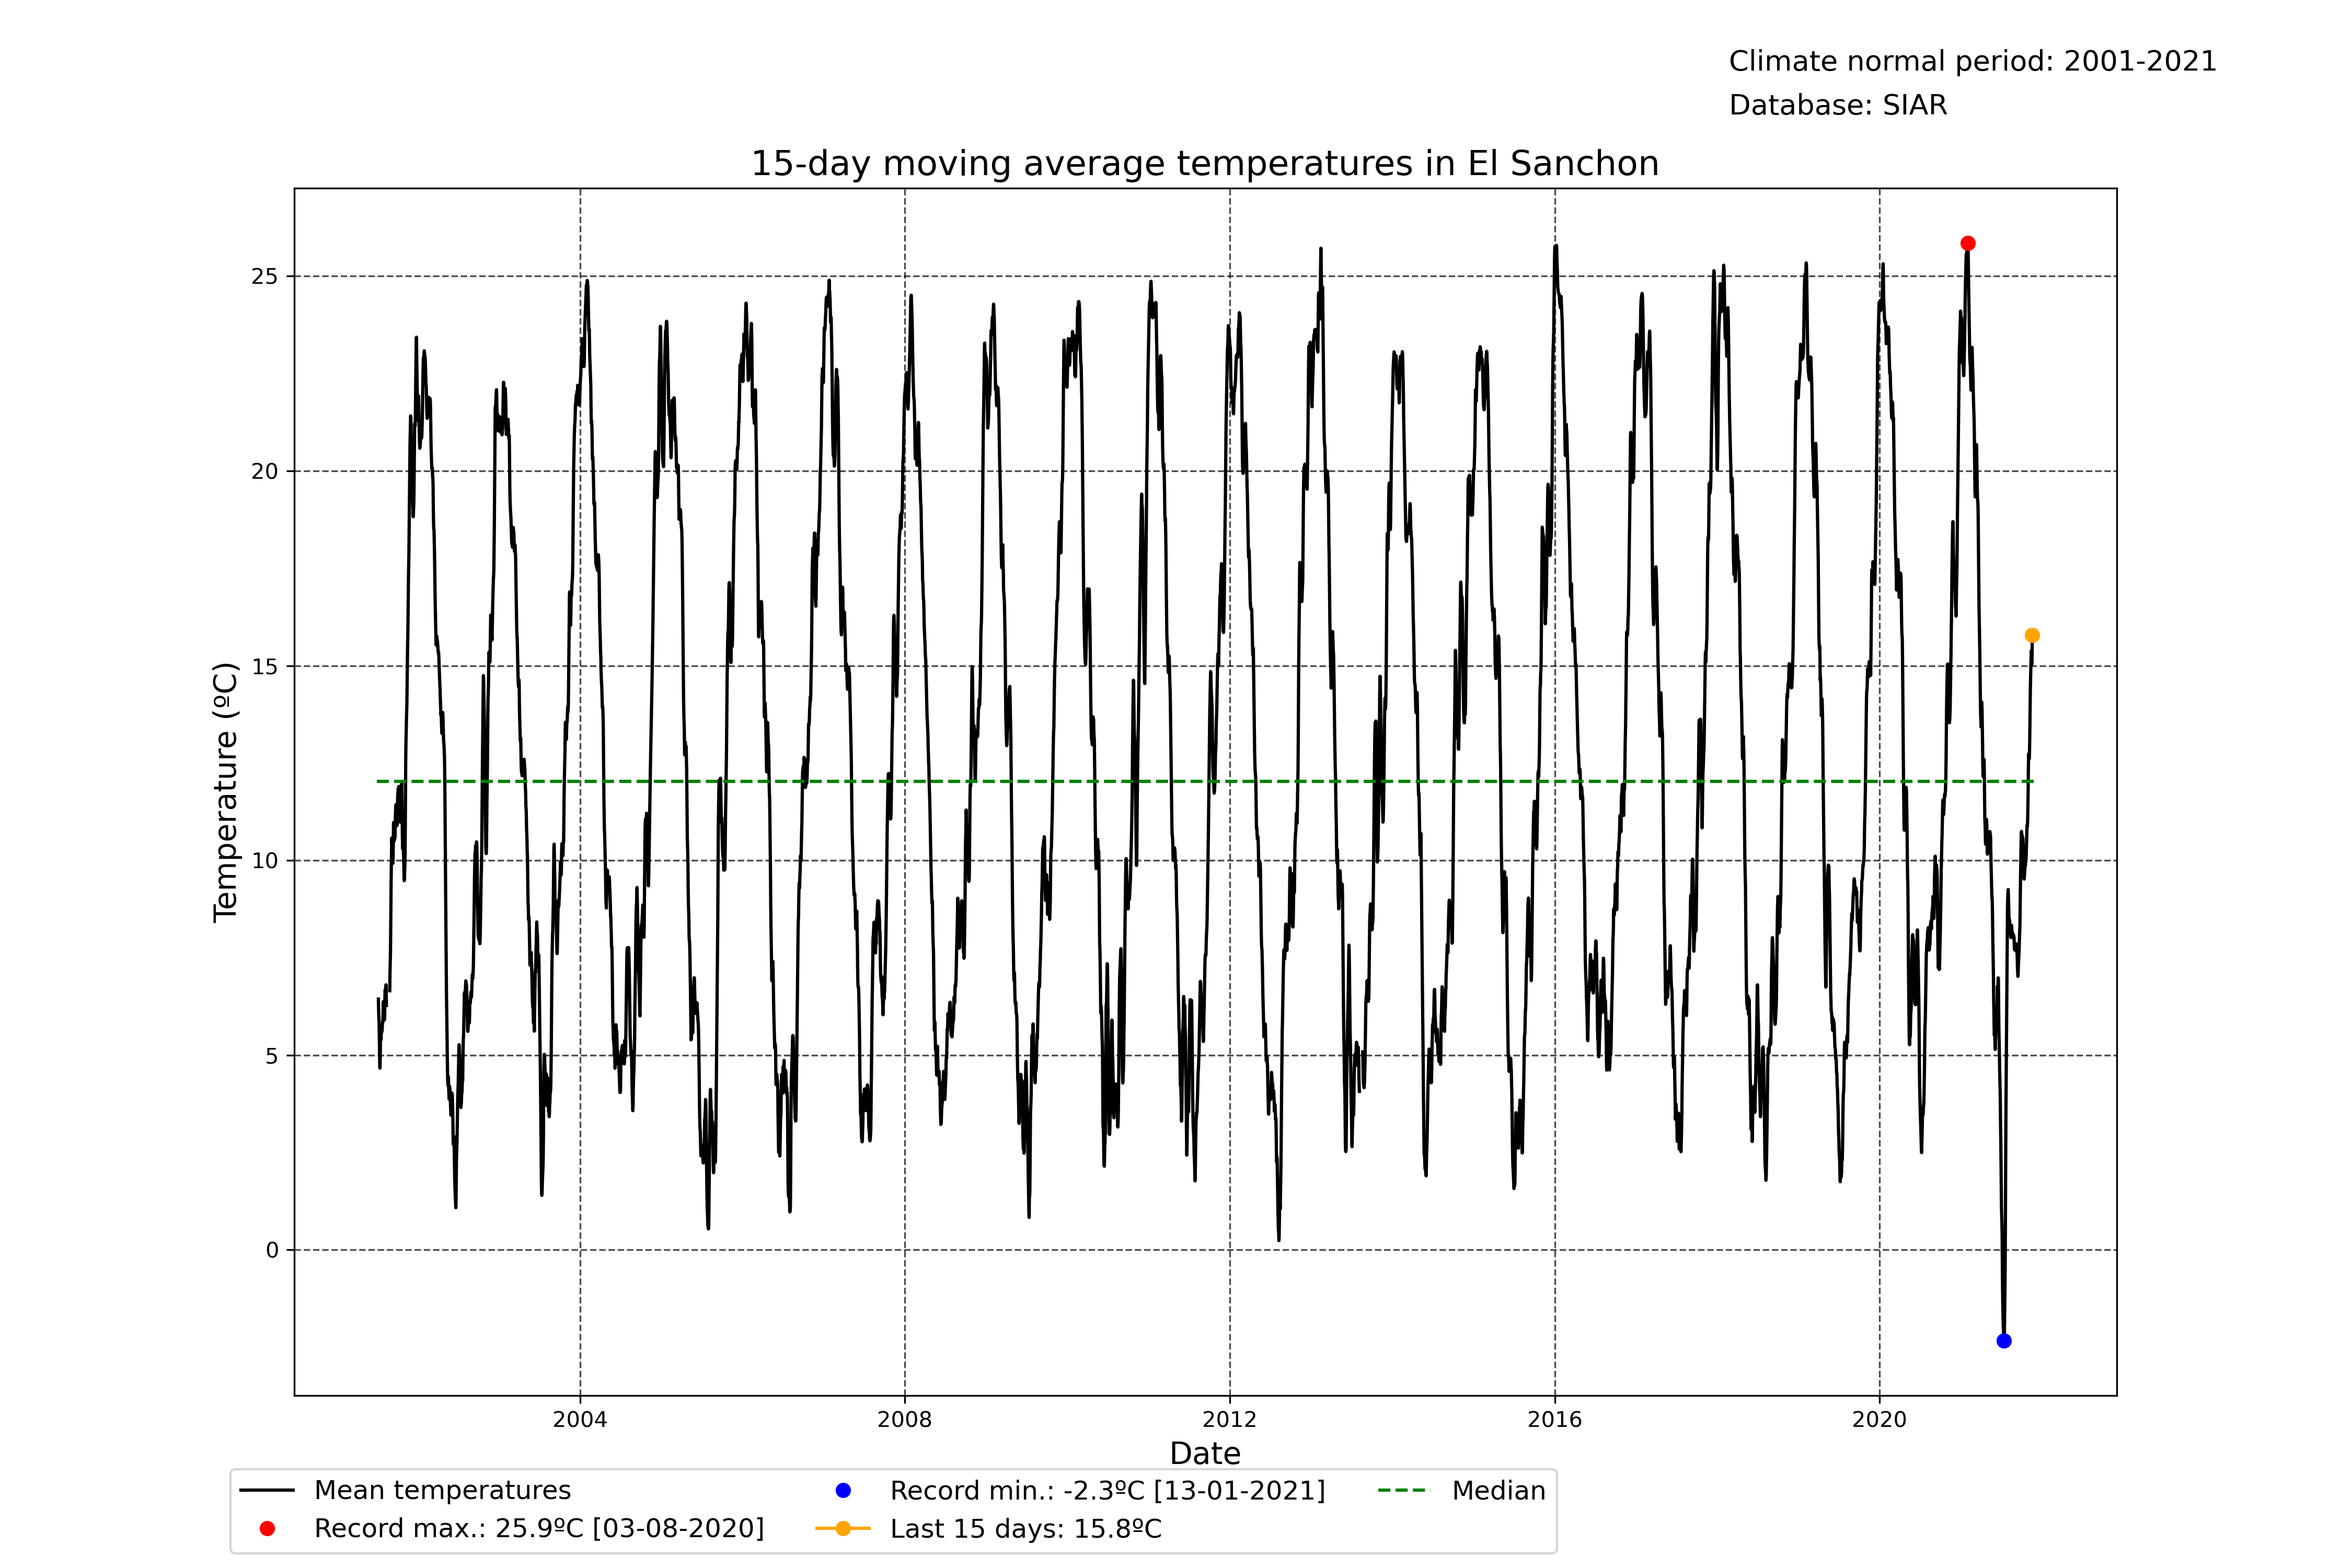 Climate normal period: 2001-2021
Database: SIAR
15-day moving average temperatures in El Sanchon
25
20
15
10
5
0
Temperature (ºC)
2004 2008 2012 2016 2020
Date
Mean temperatures
Record max.: 25.9ºC [03-08-2020]
Record min.: -2.3ºC [13-01-2021]
Last 15 days: 15.8ºC
Median